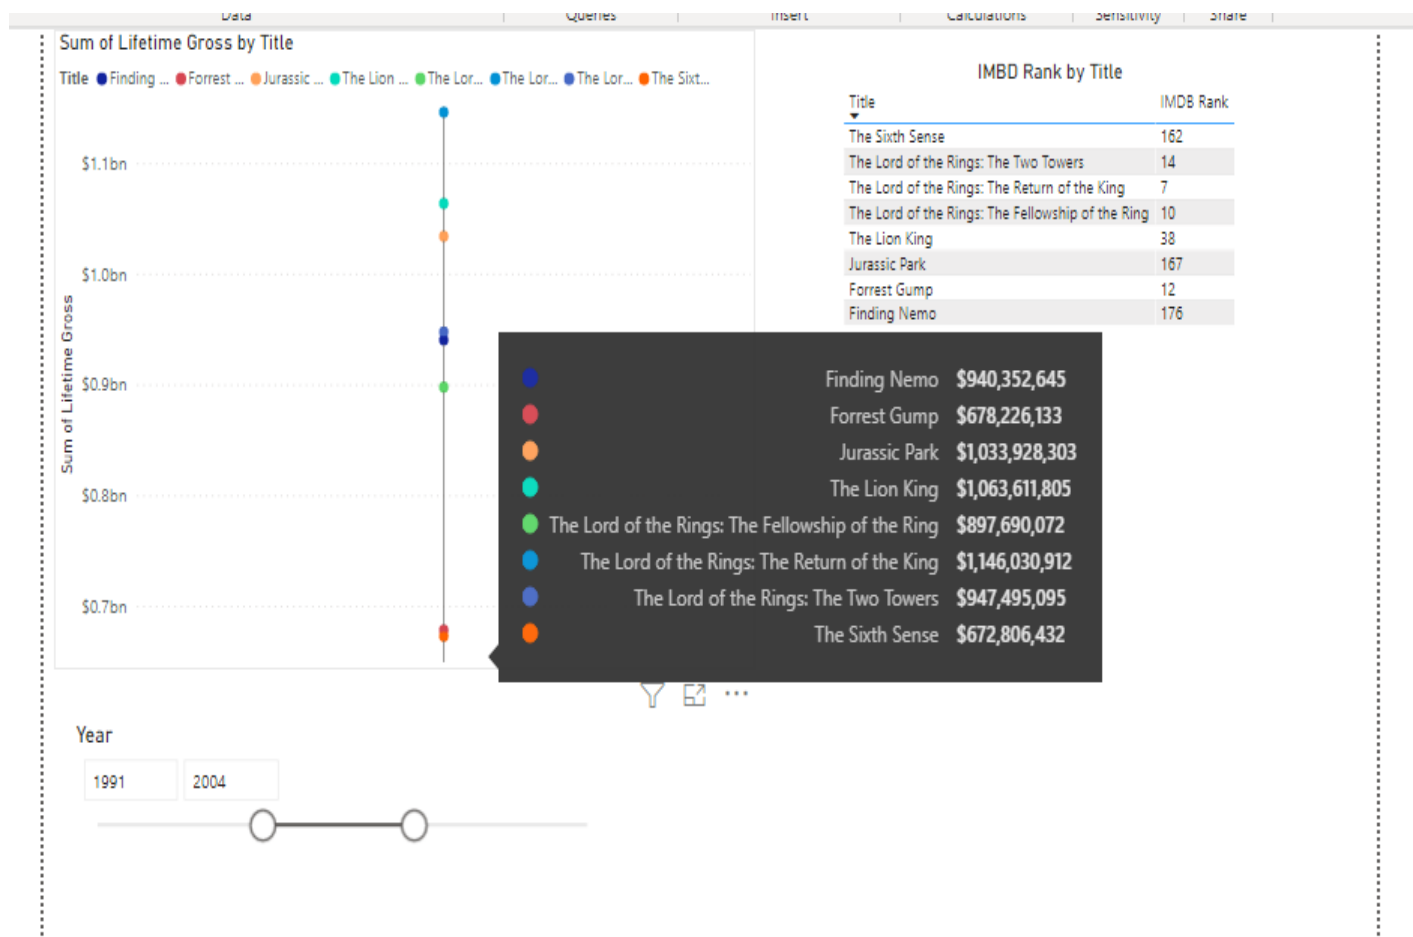 Data Queries Insert Calculations Sensitivity Share
Sum of Lifetime Gross by Title
Title Finding ... Forrest ... Jurassic ... The Lion ... The Lor... The Lor... The Lor... The Sixt...
$1.1bn
$1.0bn
$0.9bn
$0.8bn
$0.7bn
Sum of Lifetime Gross
IMBD Rank by Title
Title IMDB Rank
The Sixth Sense 162
The Lord of the Rings: The Two Towers 14
The Lord of the Rings: The Return of the King 7
The Lord of the Rings: The Fellowship of the Ring 10
The Lion King 38
Jurassic Park 167
Forrest Gump 12
Finding Nemo 176
Finding Nemo $940,352,645
Forrest Gump $678,226,133
Jurassic Park $1,033,928,303
The Lion King $1,063,611,805
The Lord of the Rings: The Fellowship of the Ring $897,690,072
The Lord of the Rings: The Return of the King $1,146,030,912
The Lord of the Rings: The Two Towers $947,495,095
The Sixth Sense $672,806,432
Year
1991 2004